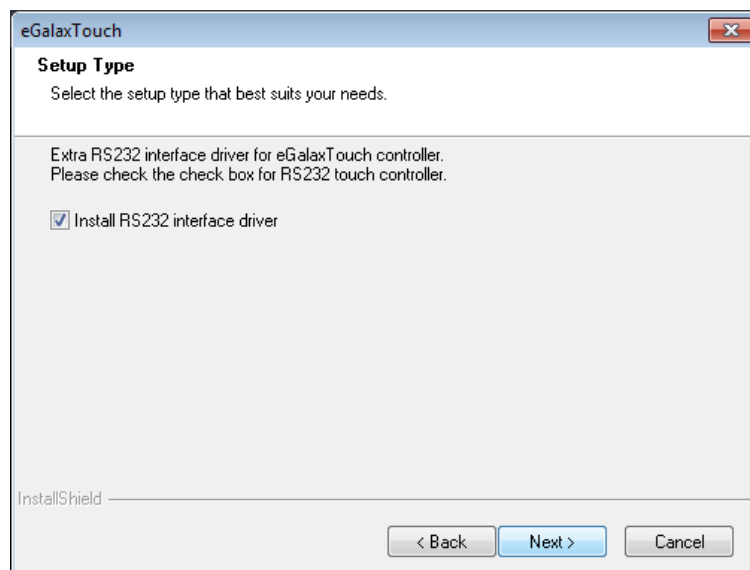 eGalaxTouch
Setup Type
Select the setup type that best suits your needs.
Extra RS232 interface driver for eGalaxTouch controller.
Please check the check box for RS232 touch controller.
Install RS232 interface driver
InstallShield
< Back
Next >
Cancel